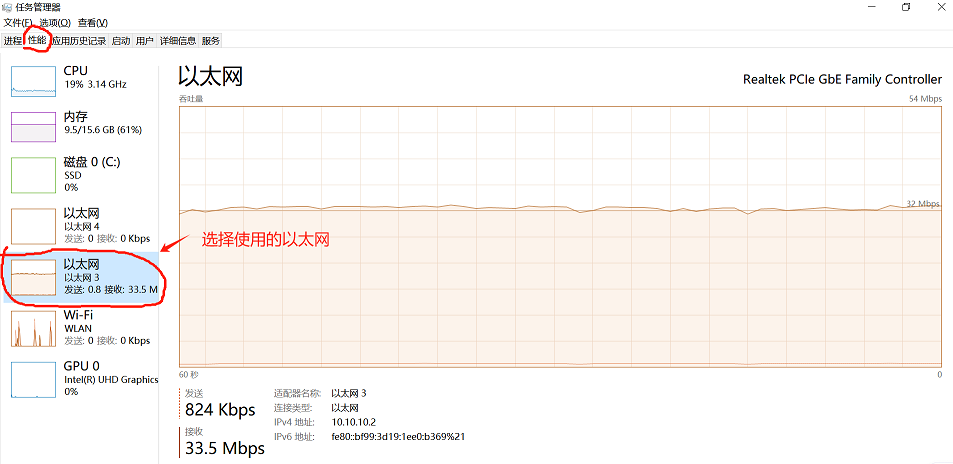 任务管理器
文件(F) 选项(O) 查看(V)
进程 性能 应用历史记录 启动 用户 详细信息 服务
CPU
19% 3.14 GHz
内存
9.5/15.6 GB (61%)
磁盘 0 (C:)
SSD
0%
以太网
以太网 4
发送: 0 接收: 0 Kbps
以太网
以太网 3
发送: 0.8 接收: 33.5 M
Wi-Fi
WLAN
发送: 0 接收: 0 Kbps
GPU 0
Intel(R) UHD Graphics
0%
选择使用的以太网
以太网 Realtek PCIe GbE Family Controller
吞吐量 54 Mbps
32 Mbps
60 秒 0
发送
824 Kbps
接收
33.5 Mbps
适配器名称: 以太网 3
连接类型: 以太网
IPv4 地址: 10.10.10.2
IPv6 地址: fe80::bf99:3d19:1ee0:b369%21